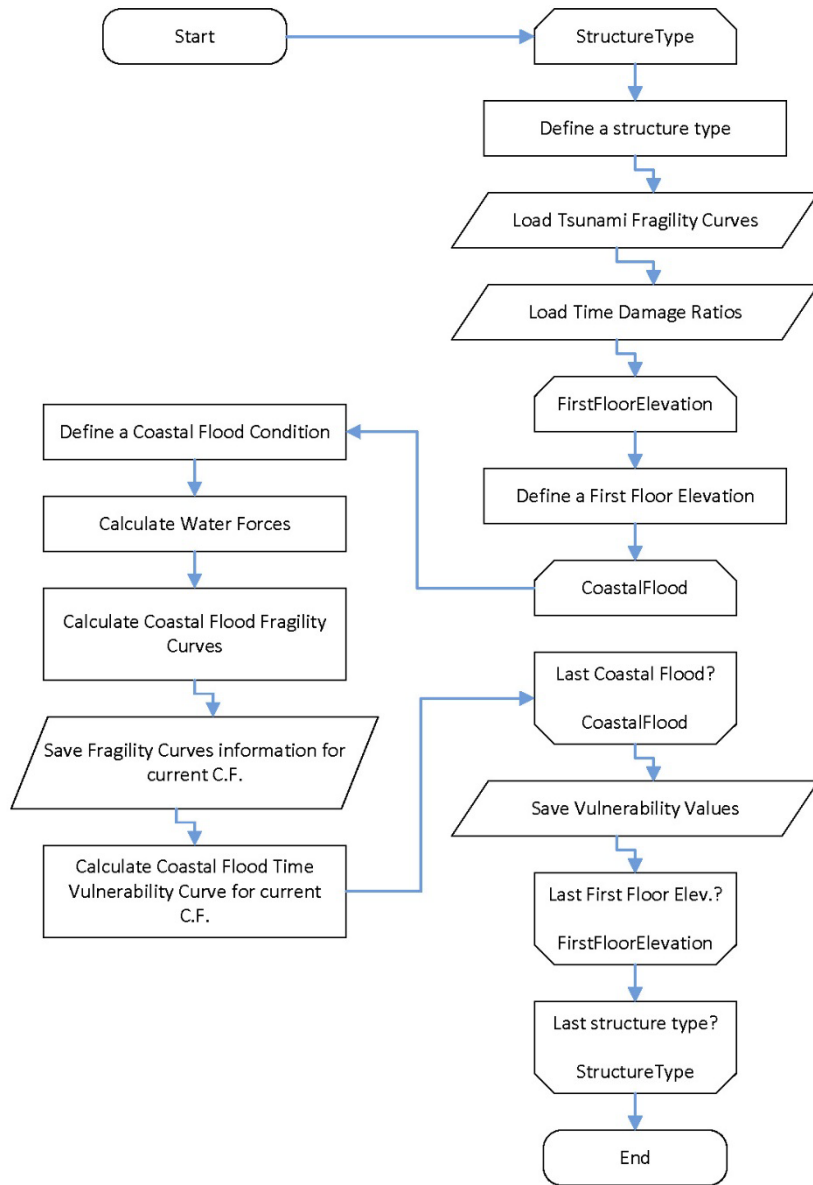 Start
StructureType
Define a structure type
Load Tsunami Fragility Curves
Load Time Damage Ratios
FirstFloorElevation
Define a First Floor Elevation
CoastalFlood
Define a Coastal Flood Condition
Calculate Water Forces
Calculate Coastal Flood Fragility
Curves
Save Fragility Curves information for
current C.F.
Calculate Coastal Flood Time
Vulnerability Curve for current
C.F.
Last Coastal Flood?
CoastalFlood
Save Vulnerability Values
Last First Floor Elev.?
FirstFloorElevation
Last structure type?
StructureType
End